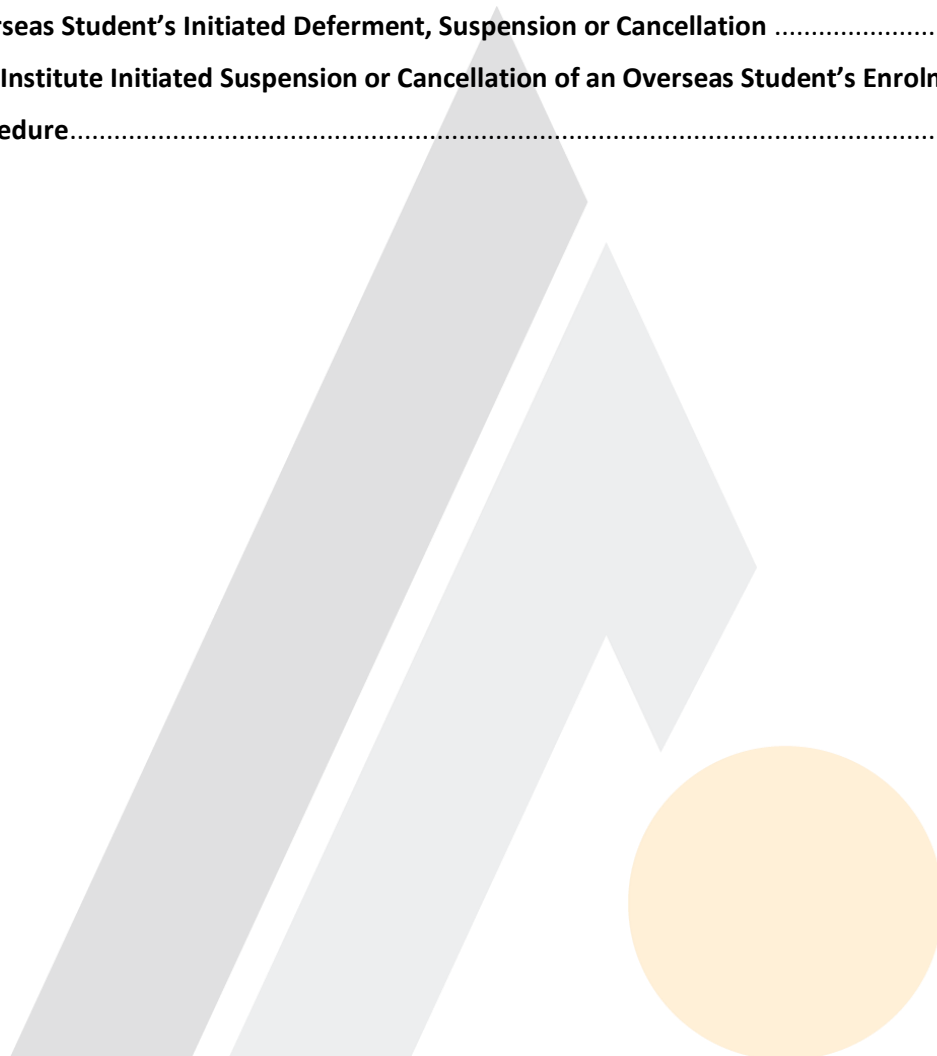 rseas Student’s Initiated Deferment, Suspension or Cancellation ......................
Institute Initiated Suspension or Cancellation of an Overseas Student’s Enroln
edure....................................................................................................................................